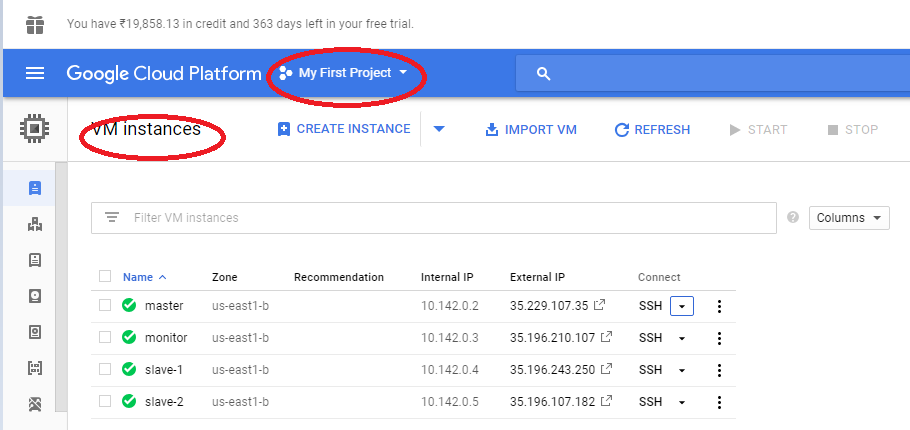 You have ₹19,858.13 in credit and 363 days left in your free trial.
Google Cloud Platform My First Project
VM instances CREATE INSTANCE IMPORT VM REFRESH START STOP
Filter VM instances ? Columns
Name Zone Recommendation Internal IP External IP Connect
master us-east1-b 10.142.0.2 35.229.107.35 SSH
monitor us-east1-b 10.142.0.3 35.196.210.107 SSH
slave-1 us-east1-b 10.142.0.4 35.196.243.250 SSH
slave-2 us-east1-b 10.142.0.5 35.196.107.182 SSH